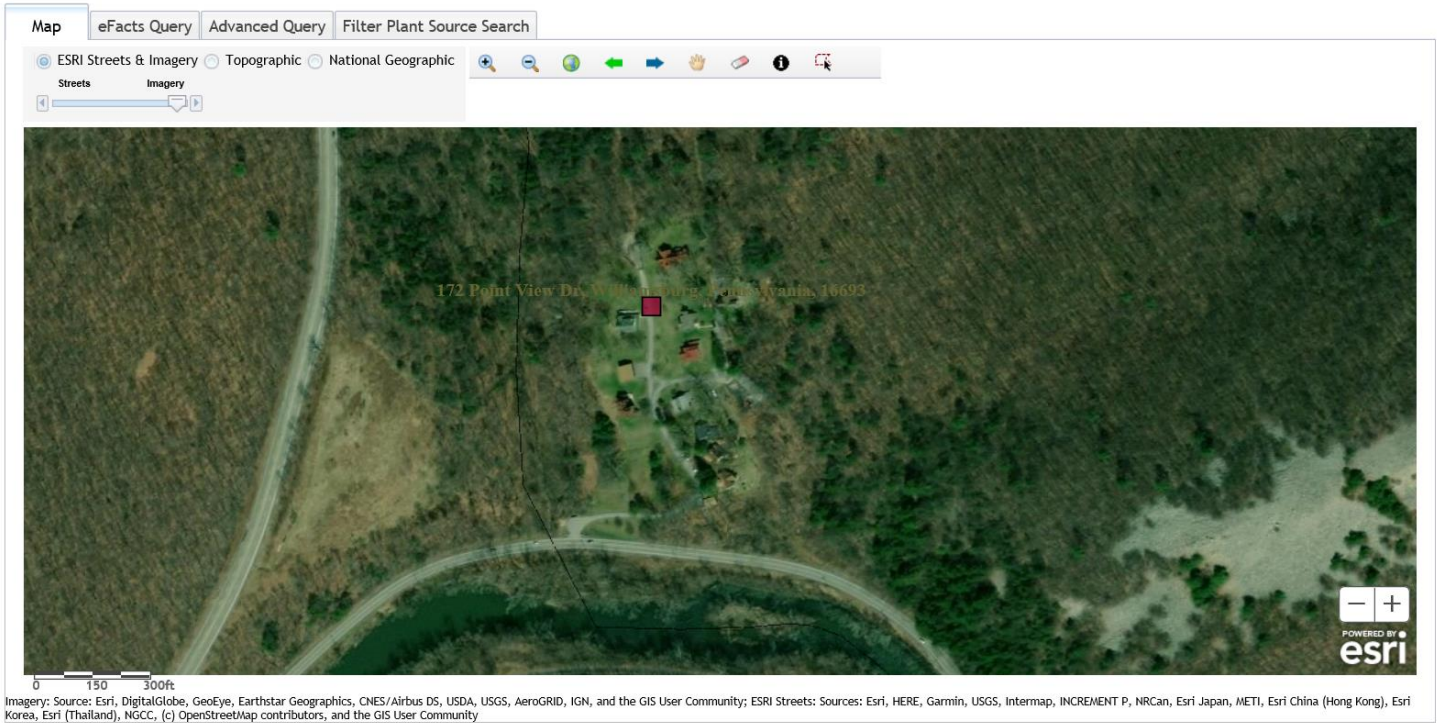 Map
eFacts Query
Advanced Query
Filter Plant Source Search
ESRI Streets & Imagery
Topographic
National Geographic
Streets
Imagery
172 Point View Dr, Williamsburg, Pennsylvania, 16693
POWERED BY
esri
0 150 300ft
Imagery: Source: Esri, DigitalGlobe, GeoEye, Earthstar Geographics, CNES/Airbus DS, USDA, USGS, AeroGRID, IGN, and the GIS User Community; ESRI Streets: Sources: Esri, HERE, Garmin, USGS, Intermap, INCREMENT P, NRCan, Esri Japan, METI, Esri China (Hong Kong), Esri
Korea, Esri (Thailand), NGCC, (c) OpenStreetMap contributors, and the GIS User Community